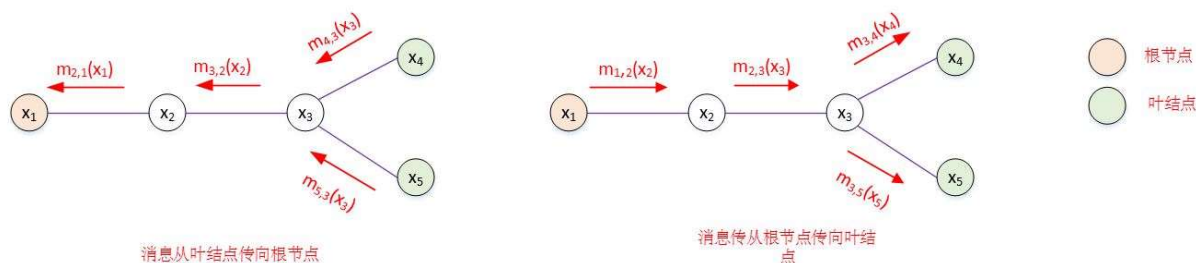 m₄,₃(x₃)
m₂,₁(x₁)
m₃,₂(x₂)
x₄
x₁
x₂
x₃
m₅,₃(x₃)
x₅
消息从叶结点传向根节点
m₃,₄(x₄)
m₁,₂(x₂)
m₂,₃(x₃)
x₄
x₁
x₂
x₃
m₃,₅(x₅)
x₅
消息传从根节点传向叶结
点
根节点
叶结点